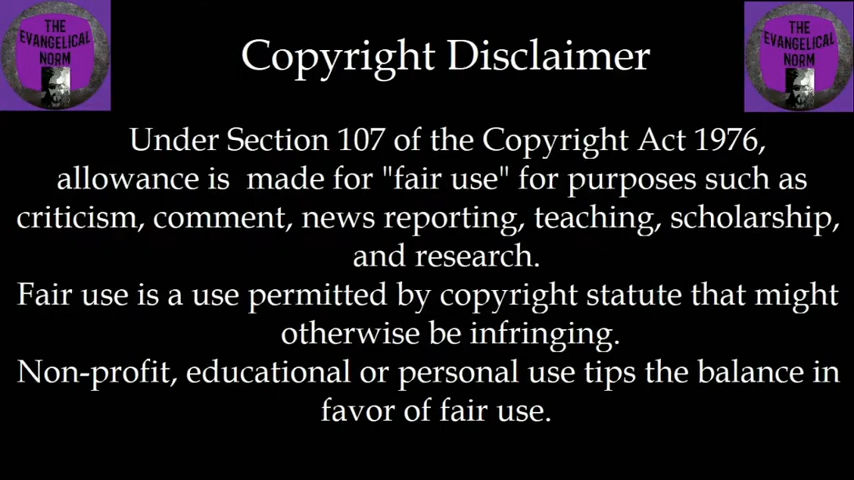 THE
EVANGELICAL
NORM
Copyright Disclaimer
THE
EVANGELICAL
NORM
Under Section 107 of the Copyright Act 1976,
allowance is  made for "fair use" for purposes such as
criticism, comment, news reporting, teaching, scholarship,
and research.
Fair use is a use permitted by copyright statute that might
otherwise be infringing.
Non-profit, educational or personal use tips the balance in
favor of fair use.